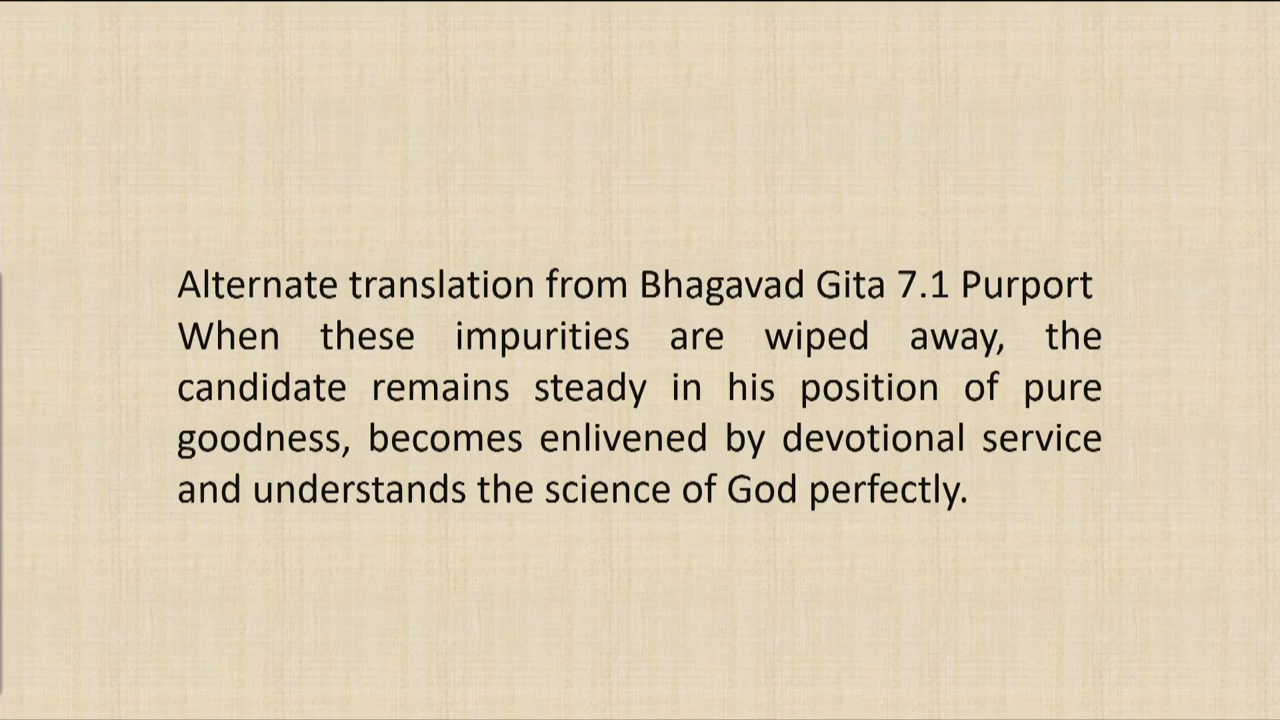 Alternate translation from Bhagavad Gita 7.1 Purport
When these impurities are wiped away, the
candidate remains steady in his position of pure
goodness, becomes enlivened by devotional service
and understands the science of God perfectly.